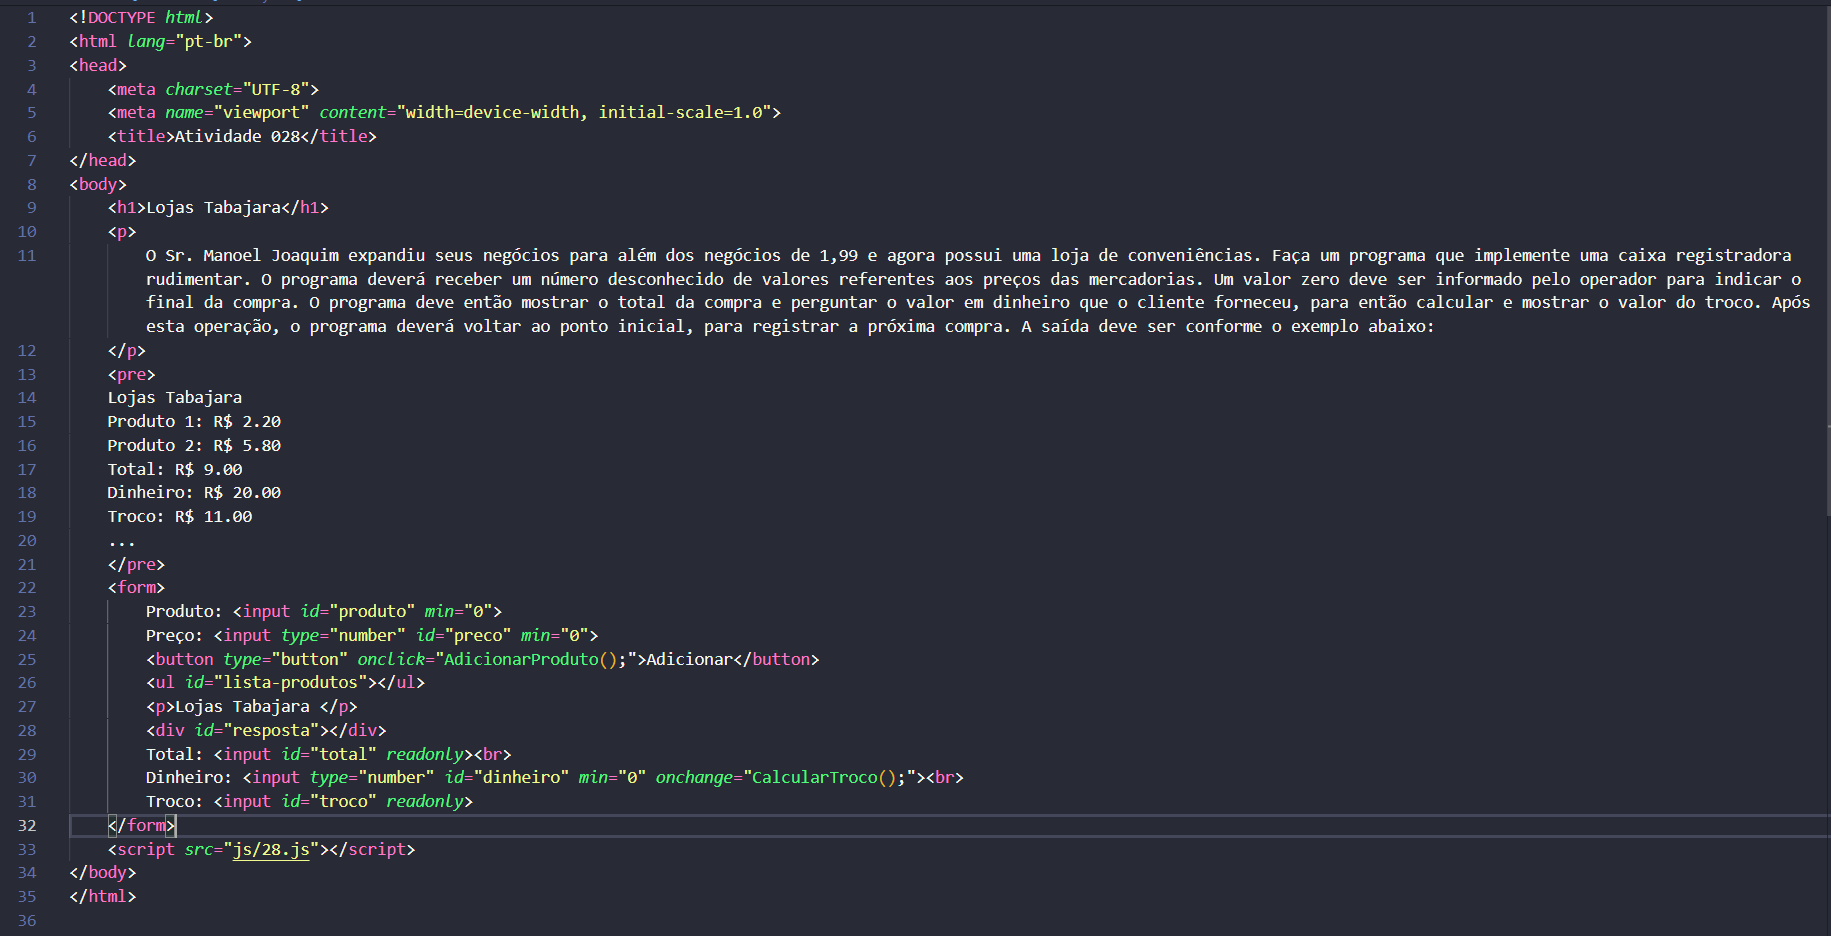 1 <!DOCTYPE html>
2 <html lang="pt-br">
3 <head>
4 <meta charset="UTF-8">
5 <meta name="viewport" content="width=device-width, initial-scale=1.0">
6 <title>Atividade 028</title>
7 </head>
8 <body>
9 <h1>Lojas Tabajara</h1>
10 <p>
11 O Sr. Manoel Joaquim expandiu seus negócios para além dos negócios de 1,99 e agora possui uma loja de conveniências. Faça um programa que implemente uma caixa registradora
rudimentar. O programa deverá receber um número desconhecido de valores referentes aos preços das mercadorias. Um valor zero deve ser informado pelo operador para indicar o
final da compra. O programa deve então mostrar o total da compra e perguntar o valor em dinheiro que o cliente forneceu, para então calcular e mostrar o valor do troco. Após
esta operação, o programa deverá voltar ao ponto inicial, para registrar a próxima compra. A saída deve ser conforme o exemplo abaixo:
12 </p>
13 <pre>
14 Lojas Tabajara
15 Produto 1: R$ 2.20
16 Produto 2: R$ 5.80
17 Total: R$ 9.00
18 Dinheiro: R$ 20.00
19 Troco: R$ 11.00
20 ...
21 </pre>
22 <form>
23 Produto: <input id="produto" min="0">
24 Preço: <input type="number" id="preco" min="0">
25 <button type="button" onclick="AdicionarProduto();">Adicionar</button>
26 <ul id="lista-produtos"></ul>
27 <p>Lojas Tabajara </p>
28 <div id="resposta"></div>
29 Total: <input id="total" readonly><br>
30 Dinheiro: <input type="number" id="dinheiro" min="0" onchange="CalcularTroco();"><br>
31 Troco: <input id="troco" readonly>
32 </form>
33 <script src="js/28.js"></script>
34 </body>
35 </html>
36